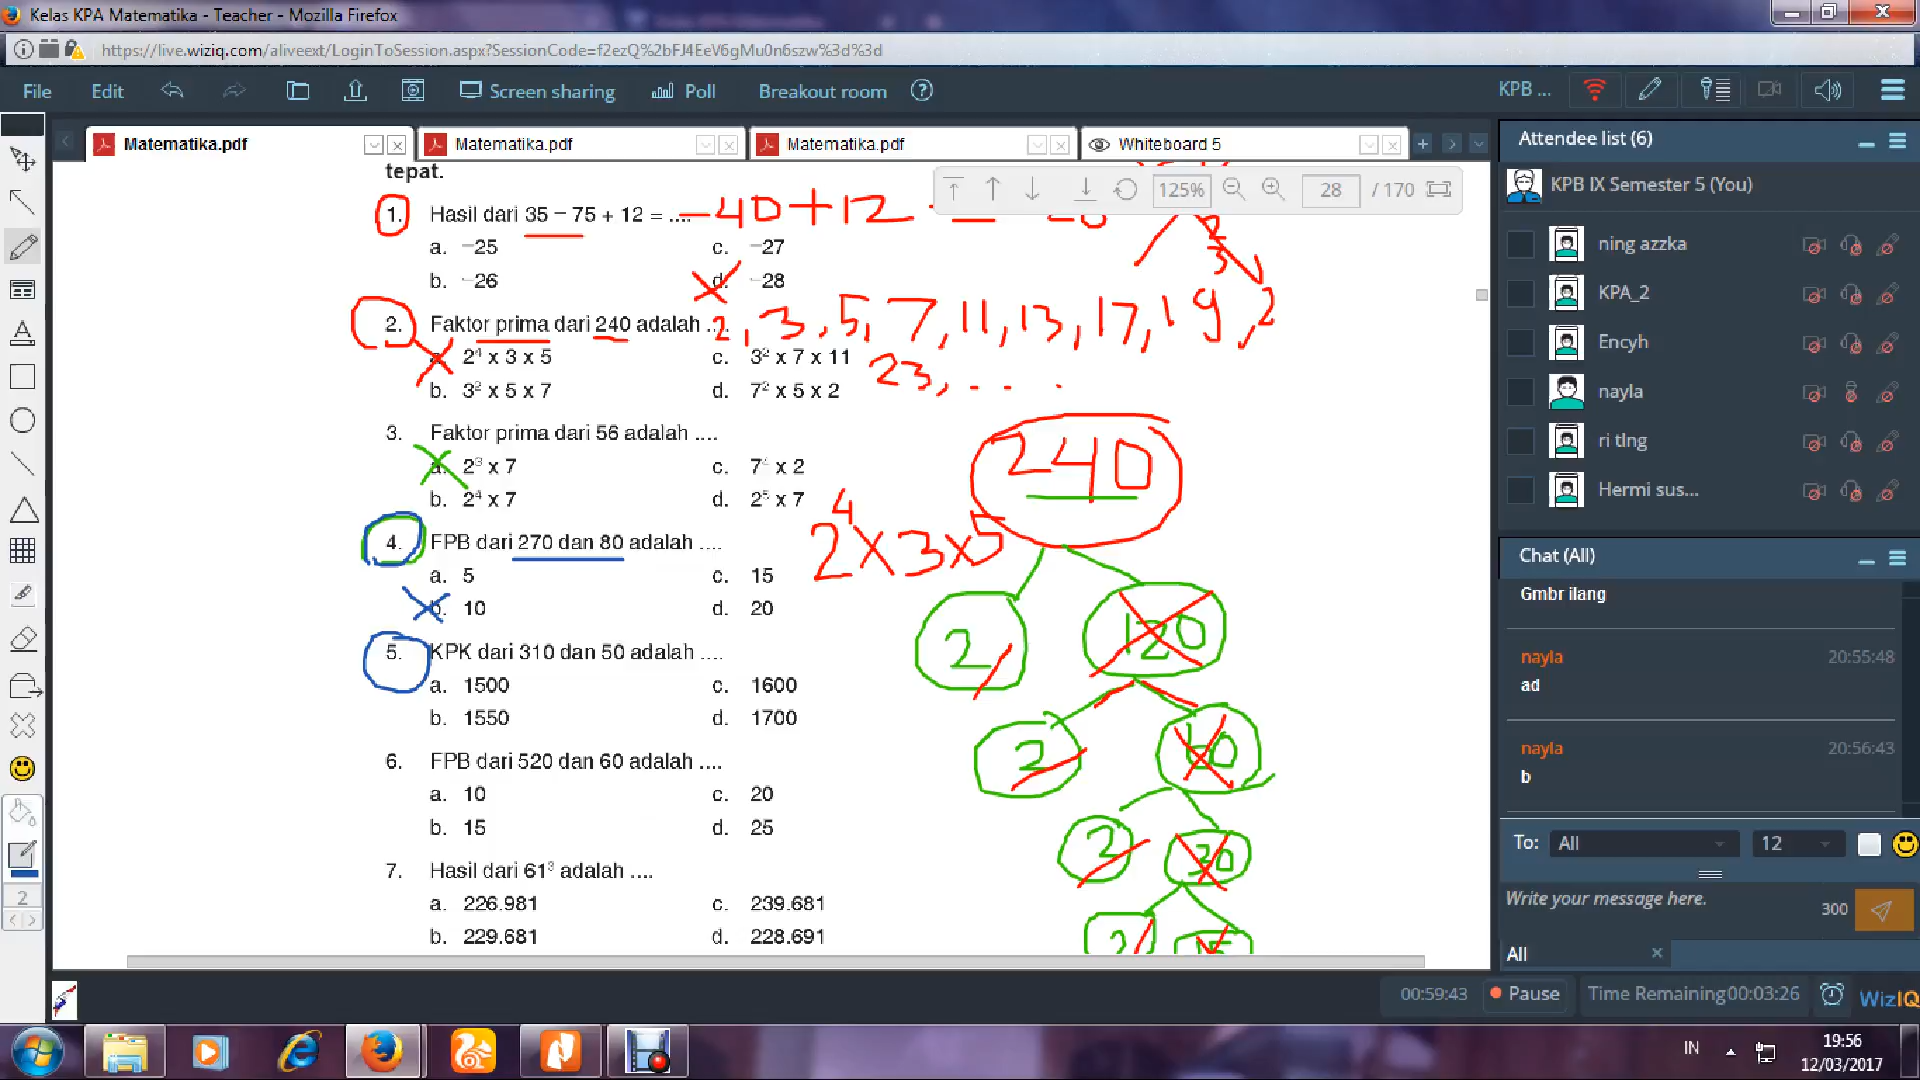 Kelas KPA Matematika - Teacher - Mozilla Firefox
https://live.wiziq.com/aliveext/LoginToSession.aspx?SessionCode=f2ezQ%2bFJ4EeV6gMu0n6szw%3d%3d
File Edit Screen sharing Poll Breakout room KPB ...
Matematika.pdf Matematika.pdf Matematika.pdf Whiteboard 5
125% 28 / 170
tepat.
1. Hasil dari 35 – 75 + 12 = .... -40+12
a. –25 c. –27
b. –26 d. –28
2. Faktor prima dari 240 adalah .... 2, 3, 5, 7, 11, 13, 17, 19, 2
a. 2⁴ x 3 x 5 c. 3² x 7 x 11
23, . . . .
b. 3² x 5 x 7 d. 7² x 5 x 2
3. Faktor prima dari 56 adalah ....
a. 2³ x 7 c. 7⁴ x 2
b. 2⁴ x 7 d. 2⁵ x 7
4. FPB dari 270 dan 80 adalah ....
a. 5 c. 15
b. 10 d. 20
5. KPK dari 310 dan 50 adalah ....
a. 1500 c. 1600
b. 1550 d. 1700
6. FPB dari 520 dan 60 adalah ....
a. 10 c. 20
b. 15 d. 25
7. Hasil dari 61³ adalah ....
a. 226.981 c. 239.681
b. 229.681 d. 228.691
240
2⁴ x 3 x 5
2 120
2 60
2 30
2 15
Attendee list (6)
KPB IX Semester 5 (You)
ning azzka
KPA_2
Encyh
nayla
ri tlng
Hermi sus...
Chat (All)
Gmbr ilang
nayla 20:55:48
ad
nayla 20:56:43
b
To: All 12
Write your message here. 300
All
2
00:59:43 Pause Time Remaining00:03:26 WizIQ
IN 19:56
12/03/2017